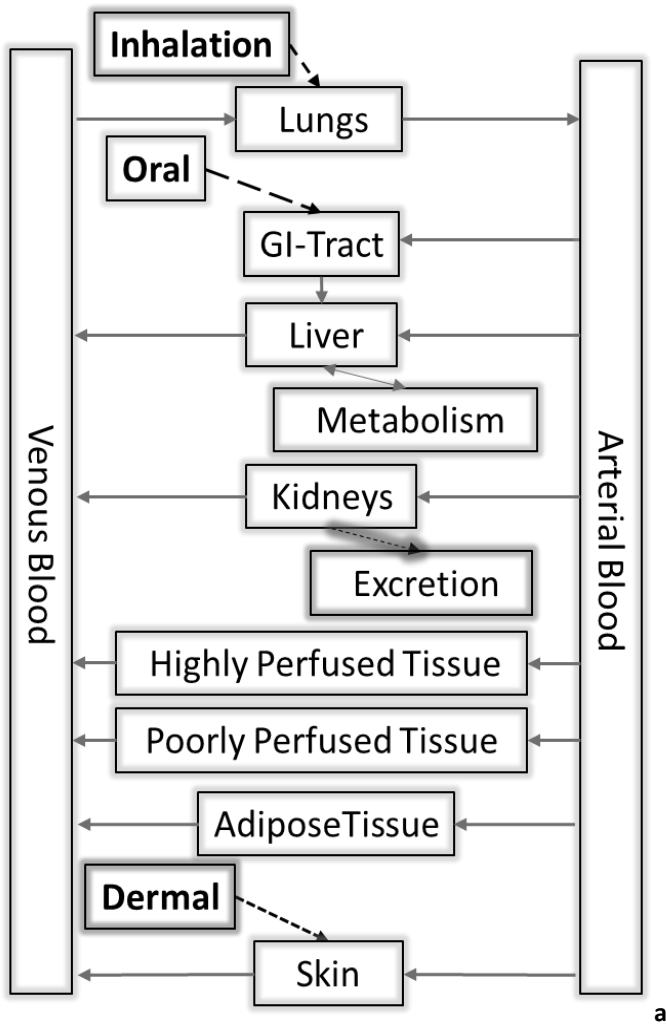 Inhalation
Lungs
Oral
GI-Tract
Liver
Metabolism
Venous Blood
Arterial Blood
Kidneys
Excretion
Highly Perfused Tissue
Poorly Perfused Tissue
AdiposeTissue
Dermal
Skin
a